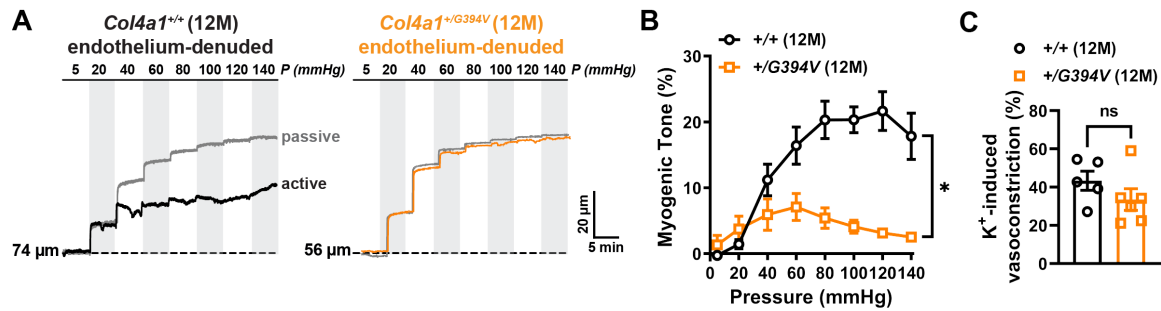 A
Col4a1+/+ (12M)
endothelium-denuded
5 20 40 60 80 100 120 140 P (mmHg)
passive
active
74 µm
Col4a1+/G394V (12M)
endothelium-denuded
5 20 40 60 80 100 120 140 P (mmHg)
56 µm
20 µm
5 min
B
+/+ (12M)
+/G394V (12M)
Myogenic Tone (%)
30
20
10
0
0 20 40 60 80 100 120 140
Pressure (mmHg)
*
C
+/+ (12M)
+/G394V (12M)
K+-induced
vasoconstriction (%)
80
60
40
20
0
ns